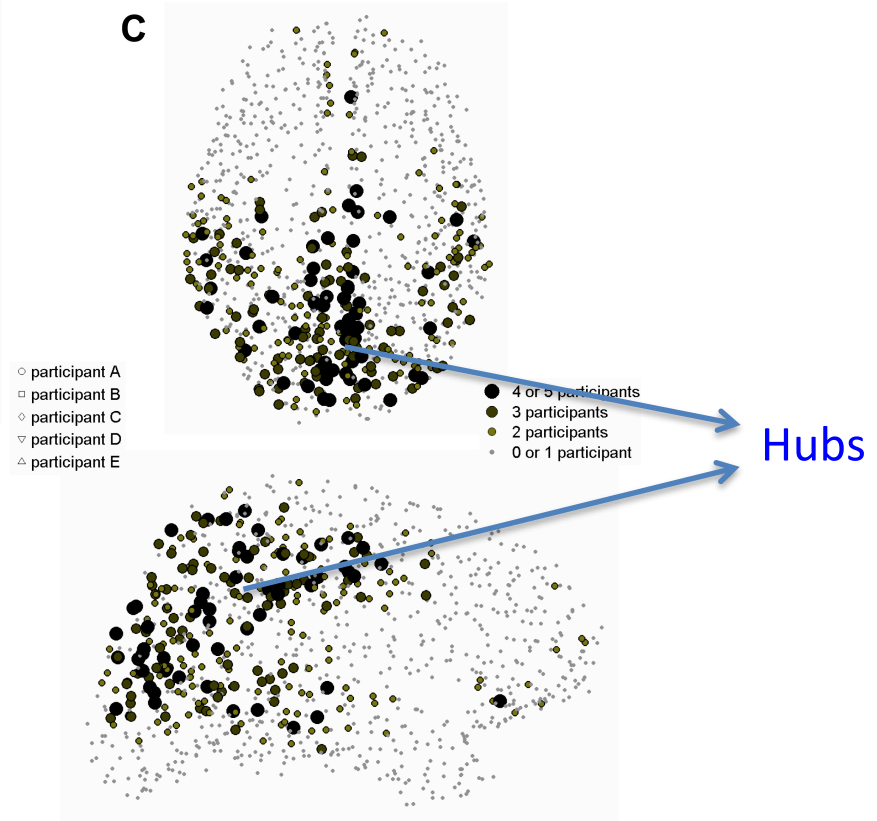 C
participant A
participant B
participant C
participant D
participant E
4 or 5 participants
3 participants
2 participants
0 or 1 participant
Hubs